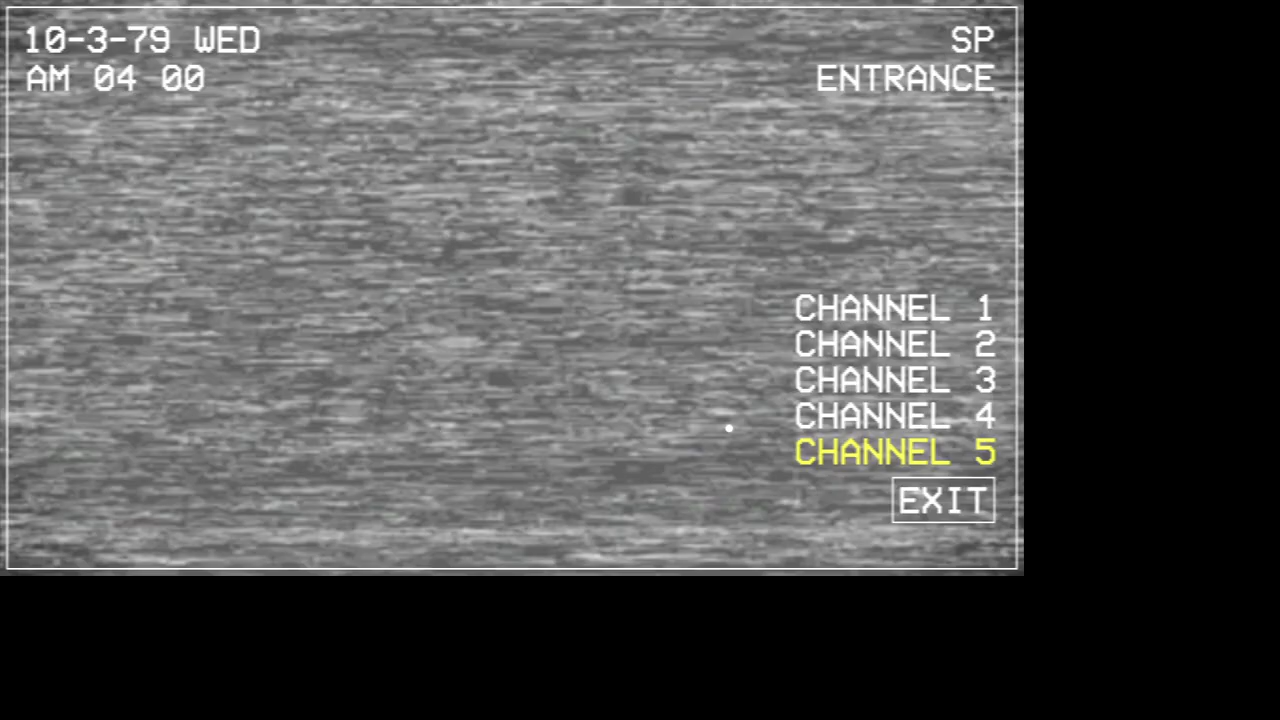 10-3-79 WED
AM 04 00
SP
ENTRANCE
CHANNEL 1
CHANNEL 2
CHANNEL 3
CHANNEL 4
CHANNEL 5
EXIT